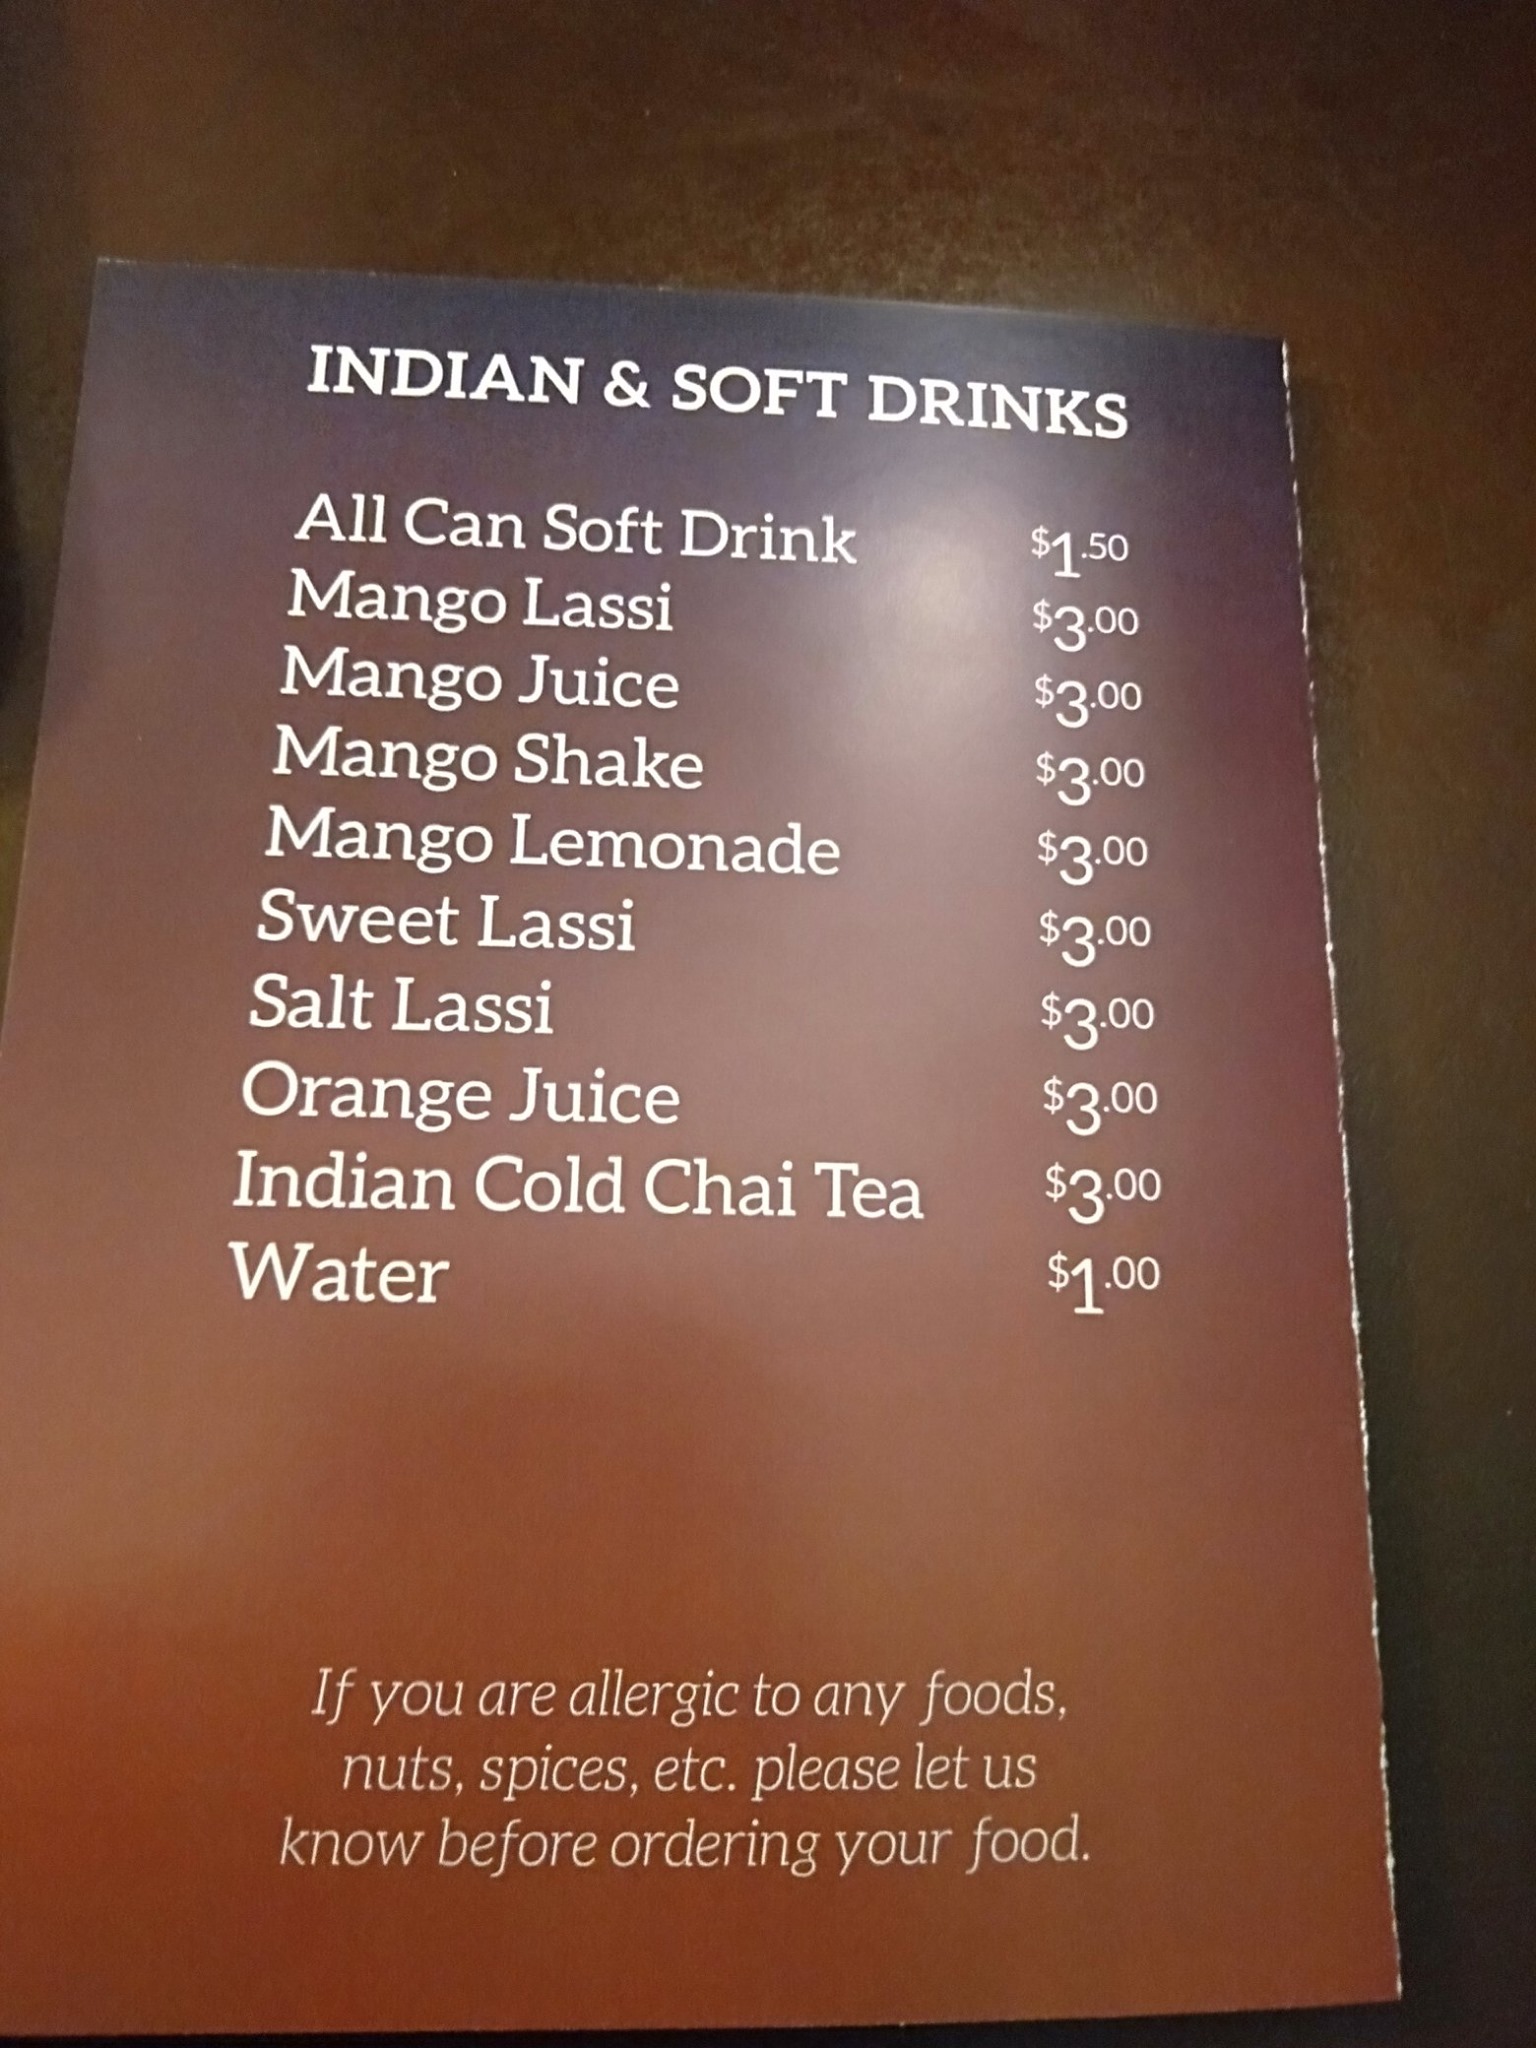 INDIAN & SOFT DRINKS
All Can Soft Drink $1.50
Mango Lassi $3.00
Mango Juice $3.00
Mango Shake $3.00
Mango Lemonade $3.00
Sweet Lassi $3.00
Salt Lassi $3.00
Orange Juice $3.00
Indian Cold Chai Tea $3.00
Water $1.00
If you are allergic to any foods,
nuts, spices, etc. please let us
know before ordering your food.